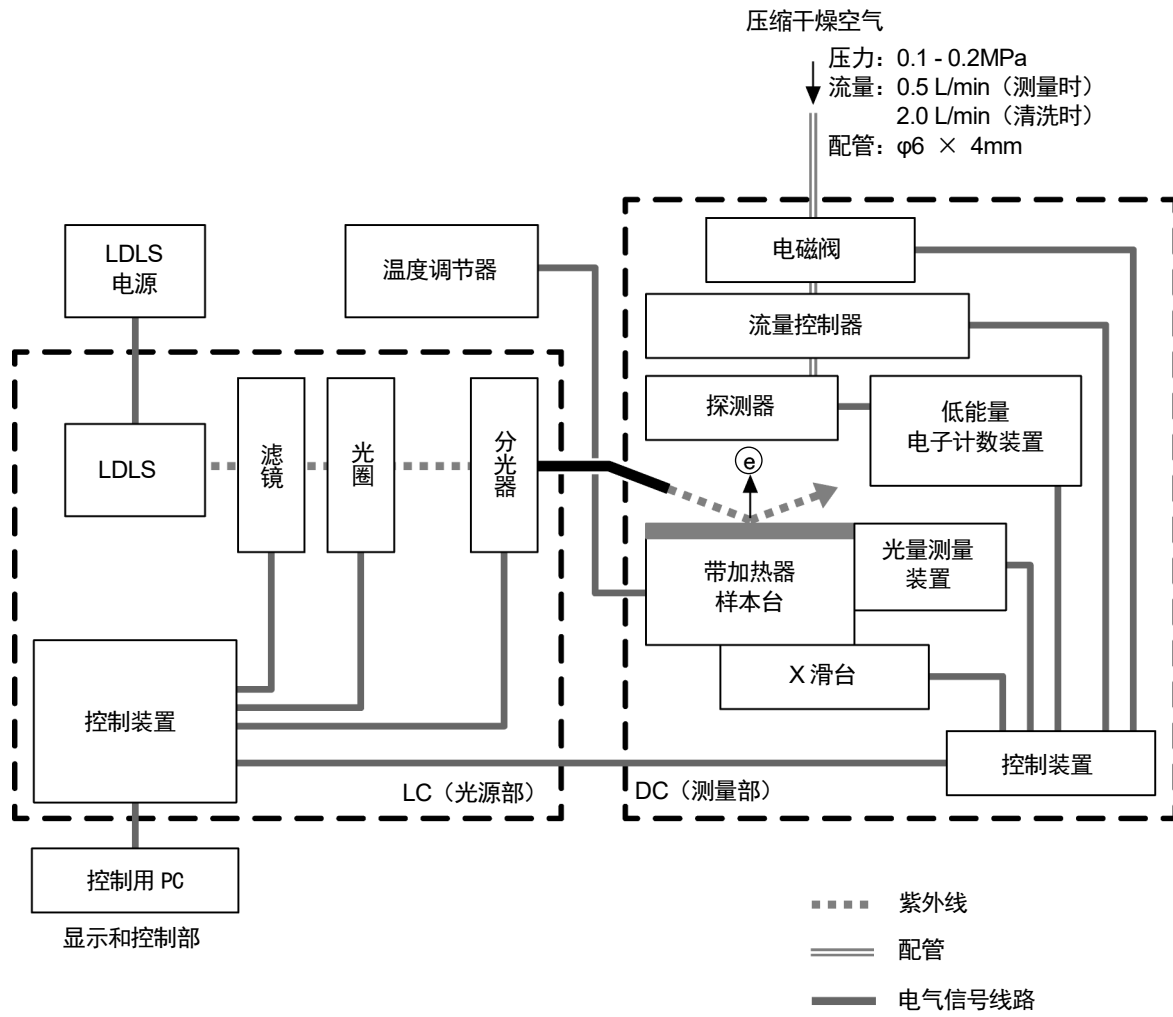 压缩干燥空气
压力：0.1 - 0.2MPa
流量：0.5 L/min（测量时）
2.0 L/min（清洗时）
配管：φ6 × 4mm
LDLS
电源
温度调节器
电磁阀
流量控制器
探测器
低能量
电子计数装置
LDLS
滤镜
光圈
分光器
e
带加热器
样本台
光量测量
装置
X 滑台
控制装置
控制装置
LC（光源部）
DC（测量部）
控制用 PC
显示和控制部
紫外线
配管
电气信号线路